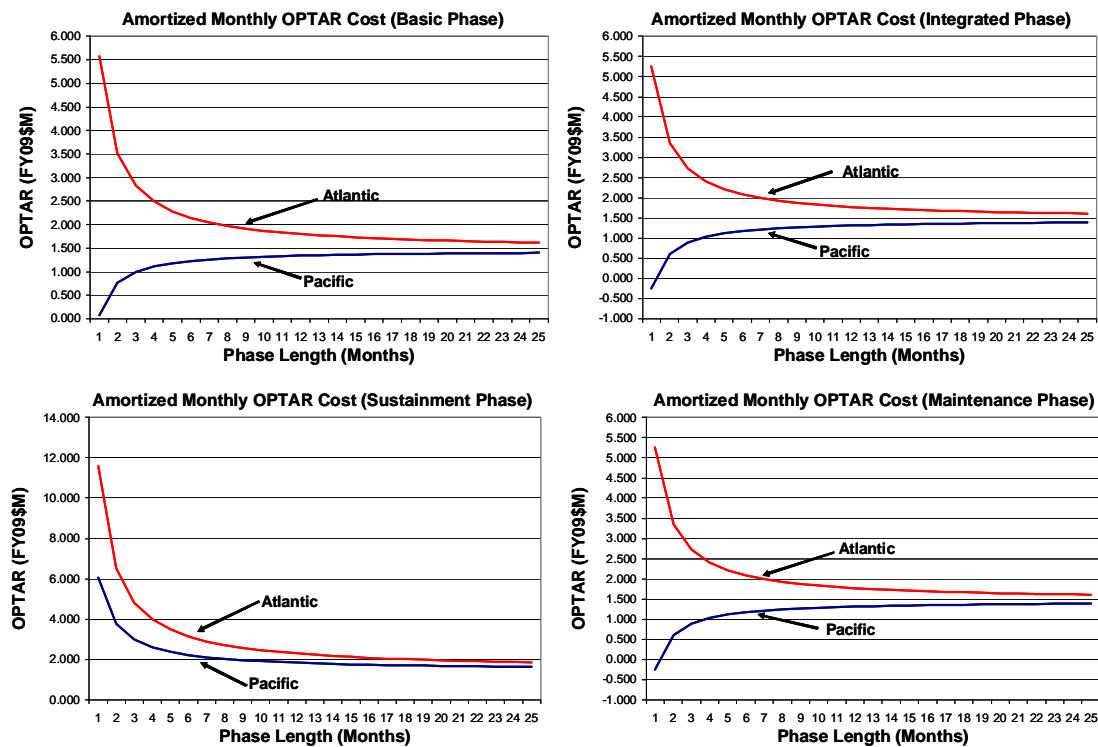 Amortized Monthly OPTAR Cost (Basic Phase)
OPTAR (FY09$M)
6.000
5.500
5.000
4.500
4.000
3.500
3.000
2.500
2.000
1.500
1.000
0.500
0.000
Atlantic
Pacific
1 2 3 4 5 6 7 8 9 10 11 12 13 14 15 16 17 18 19 20 21 22 23 24 25
Phase Length (Months)
Amortized Monthly OPTAR Cost (Integrated Phase)
OPTAR (FY09$M)
6.000
5.500
5.000
4.500
4.000
3.500
3.000
2.500
2.000
1.500
1.000
0.500
0.000
-0.500
-1.000
Atlantic
Pacific
1 2 3 4 5 6 7 8 9 10 11 12 13 14 15 16 17 18 19 20 21 22 23 24 25
Phase Length (Months)
Amortized Monthly OPTAR Cost (Sustainment Phase)
OPTAR (FY09$M)
14.000
12.000
10.000
8.000
6.000
4.000
2.000
0.000
Atlantic
Pacific
1 2 3 4 5 6 7 8 9 10 11 12 13 14 15 16 17 18 19 20 21 22 23 24 25
Phase Length (Months)
Amortized Monthly OPTAR Cost (Maintenance Phase)
OPTAR (FY09$M)
6.000
5.500
5.000
4.500
4.000
3.500
3.000
2.500
2.000
1.500
1.000
0.500
0.000
-0.500
-1.000
Atlantic
Pacific
1 2 3 4 5 6 7 8 9 10 11 12 13 14 15 16 17 18 19 20 21 22 23 24 25
Phase Length (Months)